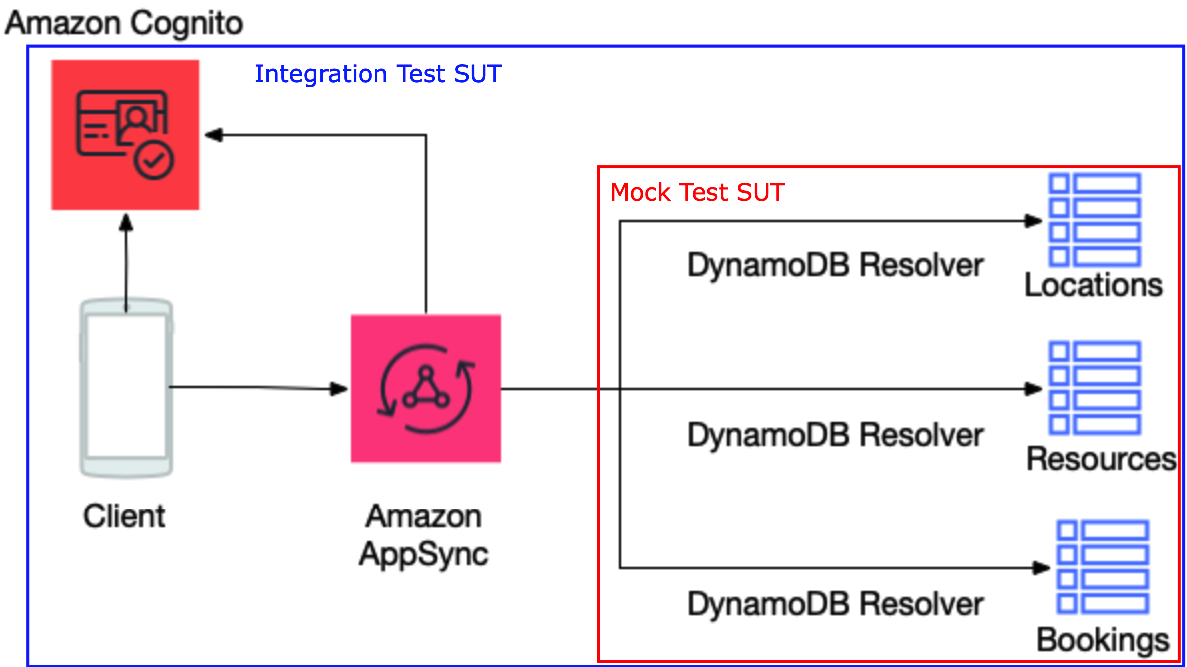 Amazon Cognito
Integration Test SUT
Mock Test SUT
DynamoDB Resolver
Locations
DynamoDB Resolver
Resources
Client
Amazon
AppSync
DynamoDB Resolver
Bookings